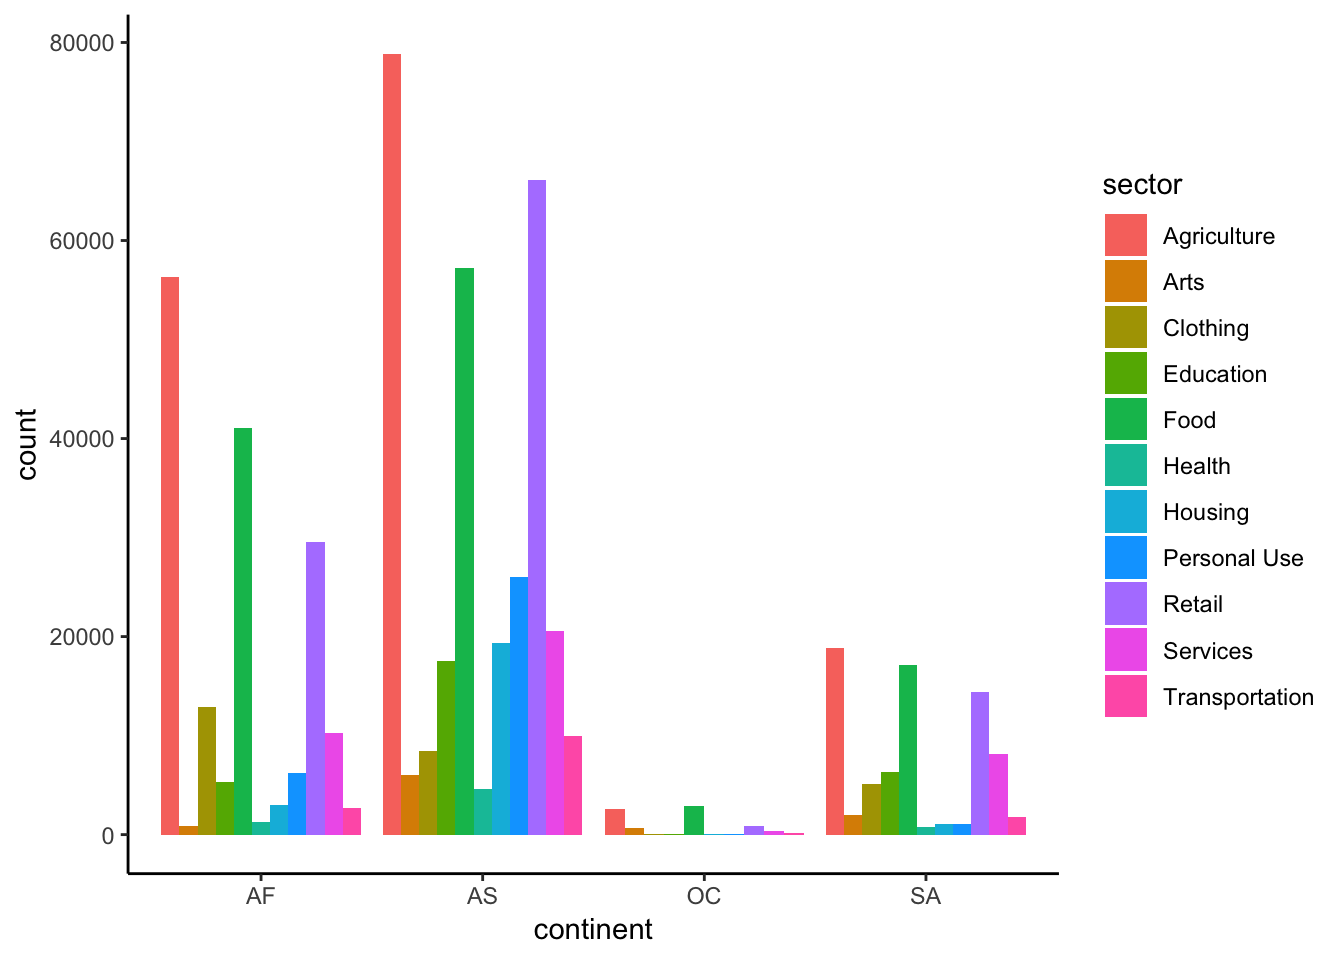 80000
60000
40000
20000
0
count
AF
AS
OC
SA
continent
sector
Agriculture
Arts
Clothing
Education
Food
Health
Housing
Personal Use
Retail
Services
Transportation